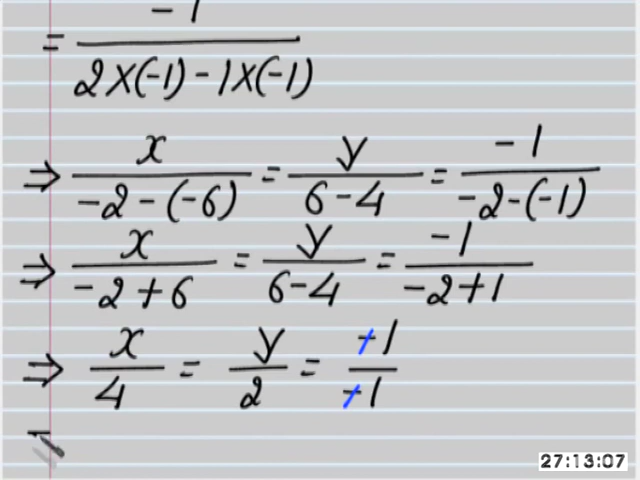 = -1 / 2×(-1)-1×(-1)
⇒ x / -2-(-6) = y / 6-4 = -1 / -2-(-1)
⇒ x / -2+6 = y / 6-4 = -1 / -2+1
⇒ x / 4 = y / 2 = -1 / -1
27:13:07